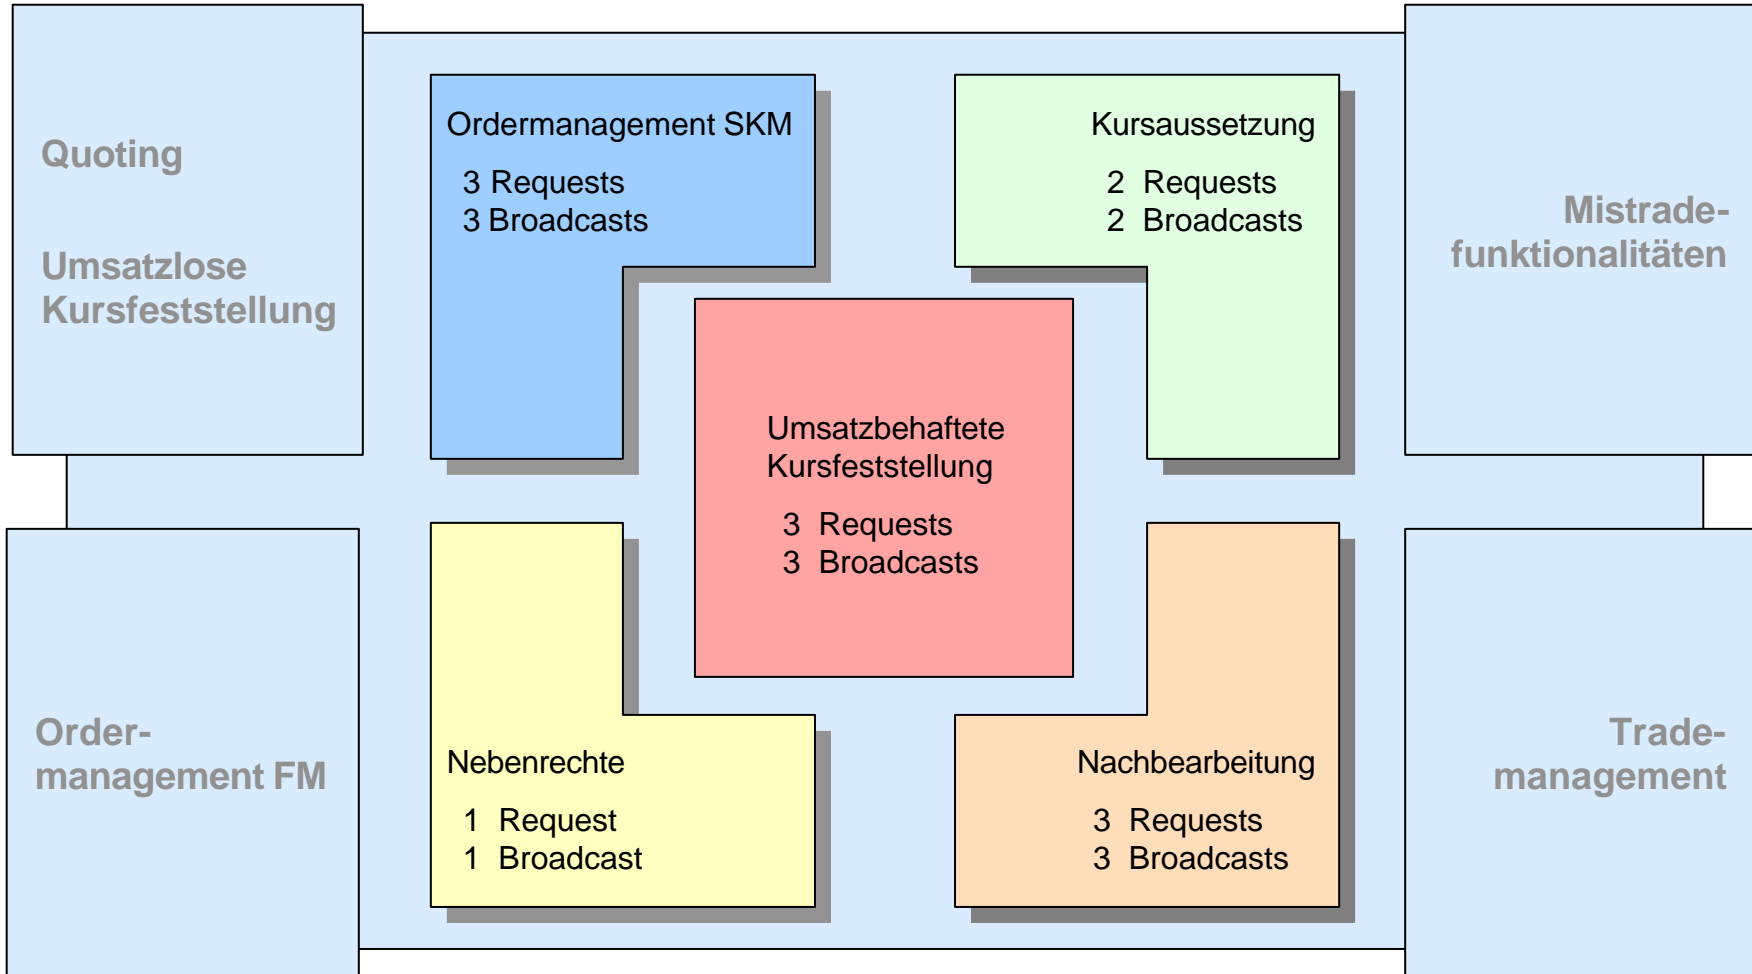 Quoting
Umsatzlose
Kursfeststellung
Ordermanagement SKM
3 Requests
3 Broadcasts
Kursaussetzung
2 Requests
2 Broadcasts
Mistrade-
funktionalitäten
Umsatzbehaftete
Kursfeststellung
3 Requests
3 Broadcasts
Order-
management FM
Nebenrechte
1 Request
1 Broadcast
Nachbearbeitung
3 Requests
3 Broadcasts
Trade-
management